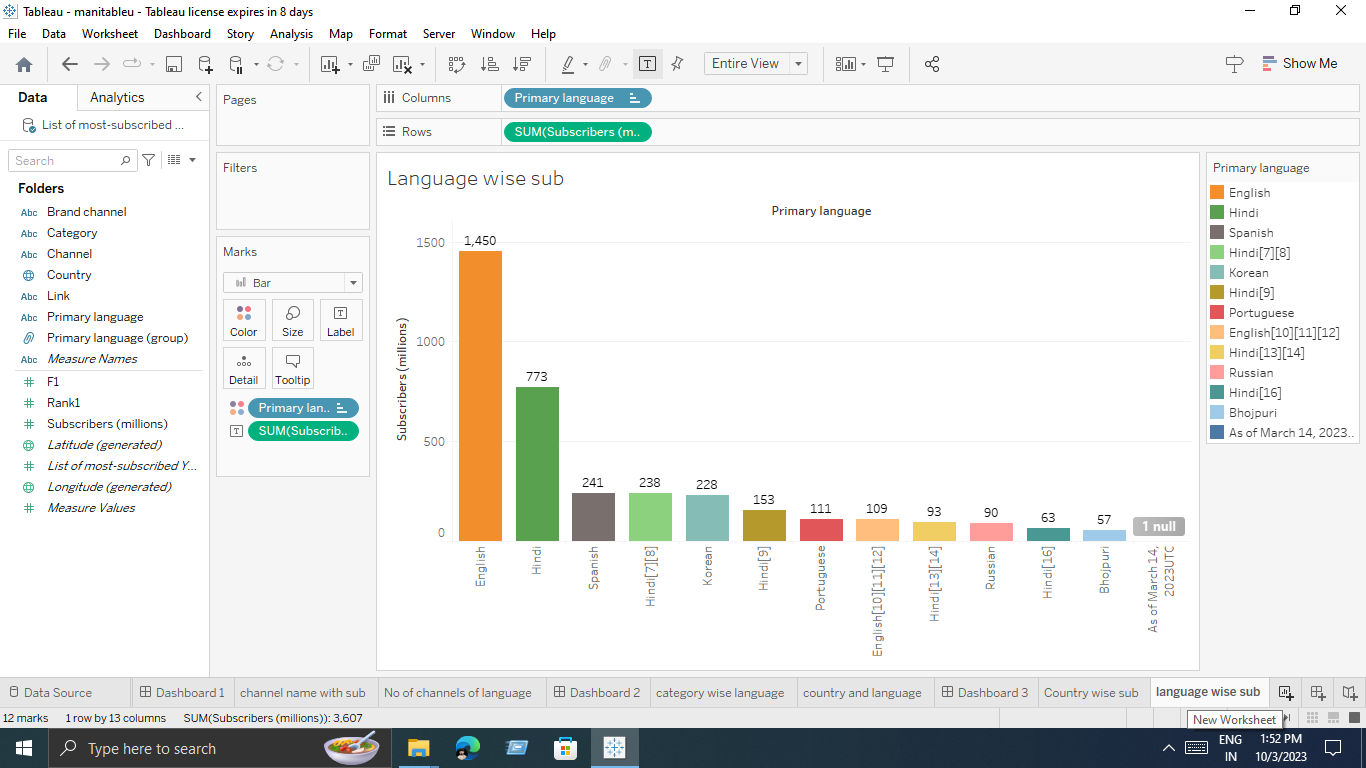 Tableau - manitableu - Tableau license expires in 8 days
File Data Worksheet Dashboard Story Analysis Map Format Server Window Help
Entire View
Show Me
Data Analytics
List of most-subscribed ...
Search
Folders
Abc Brand channel
Abc Category
Abc Channel
Country
Abc Link
Abc Primary language
Primary language (group)
Abc Measure Names
F1
Rank1
Subscribers (millions)
Latitude (generated)
List of most-subscribed Y...
Longitude (generated)
Measure Values
Pages
Filters
Marks
Bar
Color Size Label
Detail Tooltip
Primary lan..
SUM(Subscrib..
Columns Primary language
Rows SUM(Subscribers (m..
Language wise sub
Primary language
Subscribers (millions)
1500
1000
500
0
1,450
773
241
238
228
153
111
109
93
90
63
57
1 null
English
Hindi
Spanish
Hindi[7][8]
Korean
Hindi[9]
Portuguese
English[10][11][12]
Hindi[13][14]
Russian
Hindi[16]
Bhojpuri
As of March 14,
2023UTC
Primary language
English
Hindi
Spanish
Hindi[7][8]
Korean
Hindi[9]
Portuguese
English[10][11][12]
Hindi[13][14]
Russian
Hindi[16]
Bhojpuri
As of March 14, 2023..
Data Source Dashboard 1 channel name with sub No of channels of language Dashboard 2 category wise language country and language Dashboard 3 Country wise sub language wise sub
12 marks 1 row by 13 columns SUM(Subscribers (millions)): 3,607
New Worksheet
Type here to search
ENG
IN
1:52 PM
10/3/2023